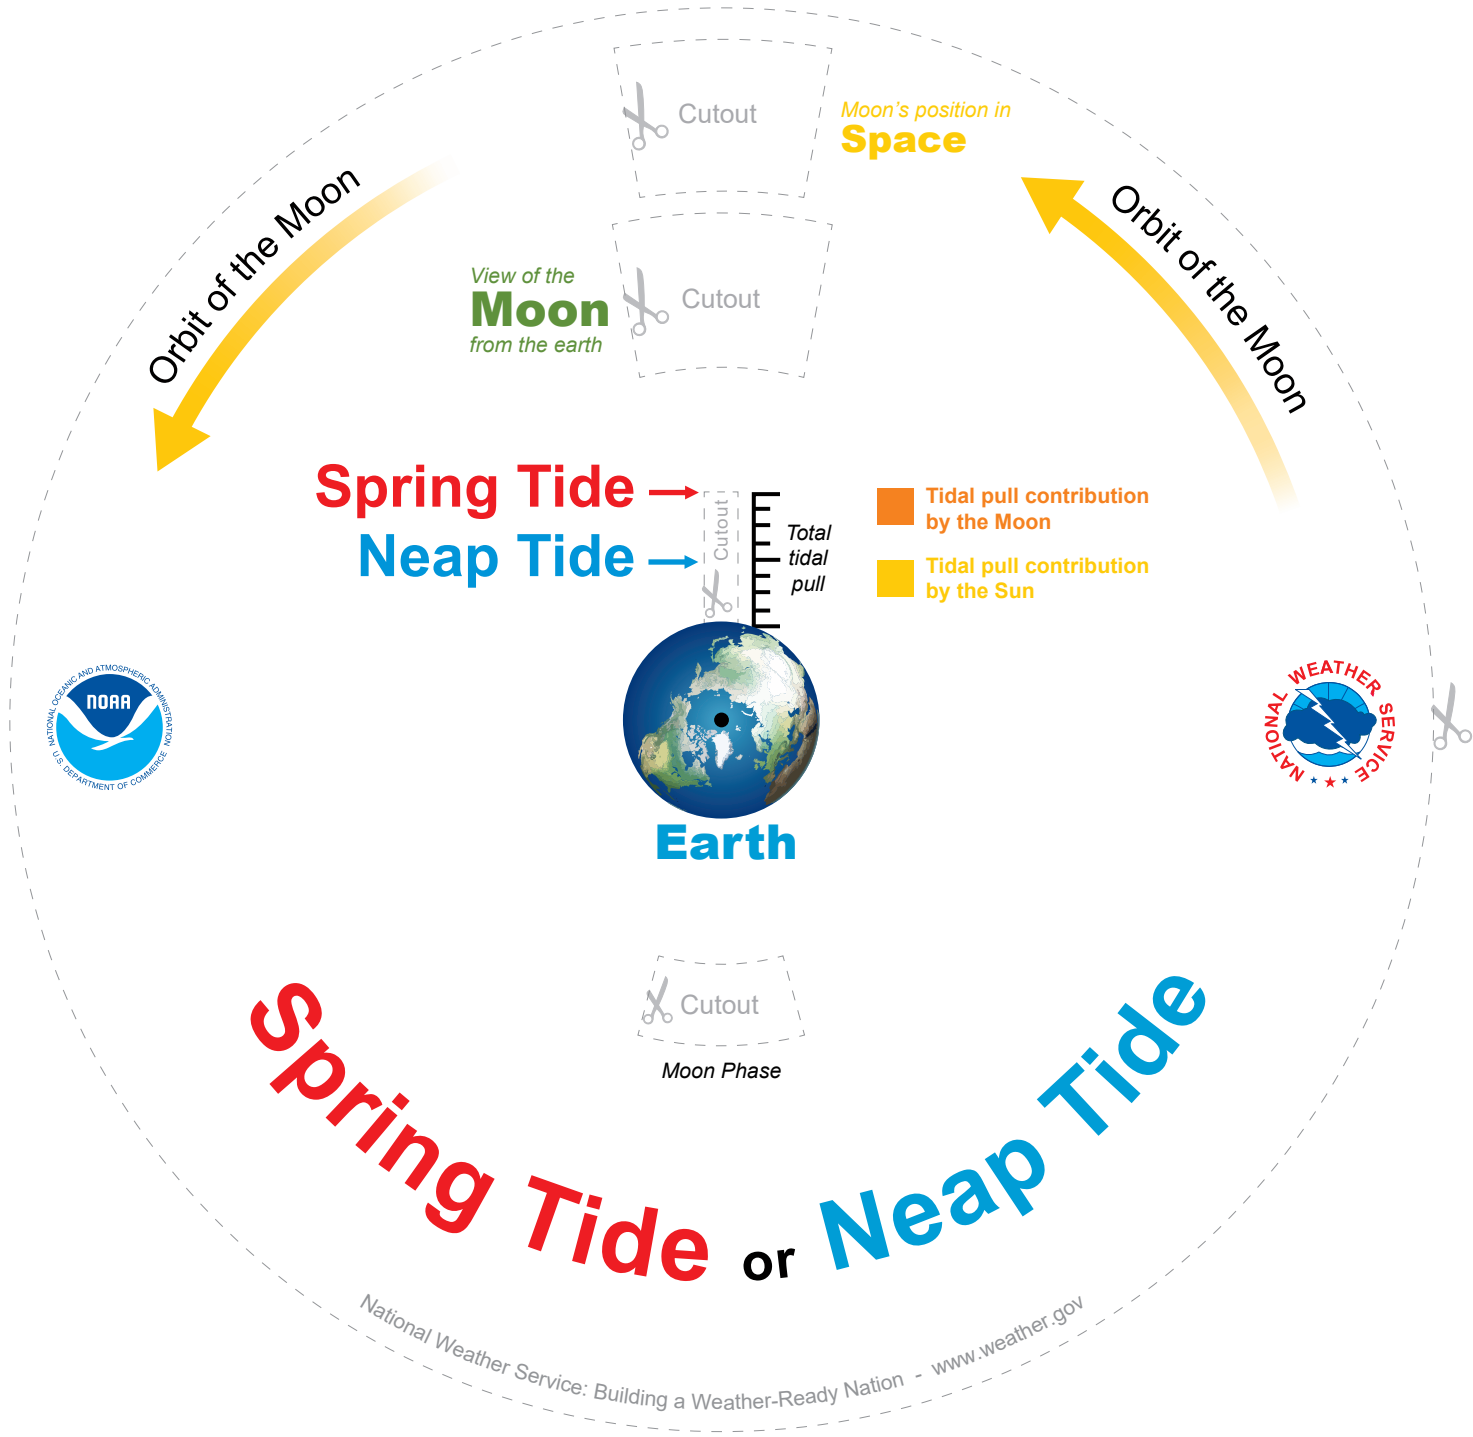 Cutout
Moon's position in
Space
Orbit of the Moon
Orbit of the Moon
View of the
Moon
from the earth
Cutout
Spring Tide
Neap Tide
Cutout
Total
tidal
pull
Tidal pull contribution
by the Moon
Tidal pull contribution
by the Sun
NATIONAL OCEANIC AND ATMOSPHERIC ADMINISTRATION
NOAA
U.S. DEPARTMENT OF COMMERCE
NATIONAL WEATHER SERVICE
Earth
Cutout
Moon Phase
Spring Tide or Neap Tide
National Weather Service: Building a Weather-Ready Nation - www.weather.gov